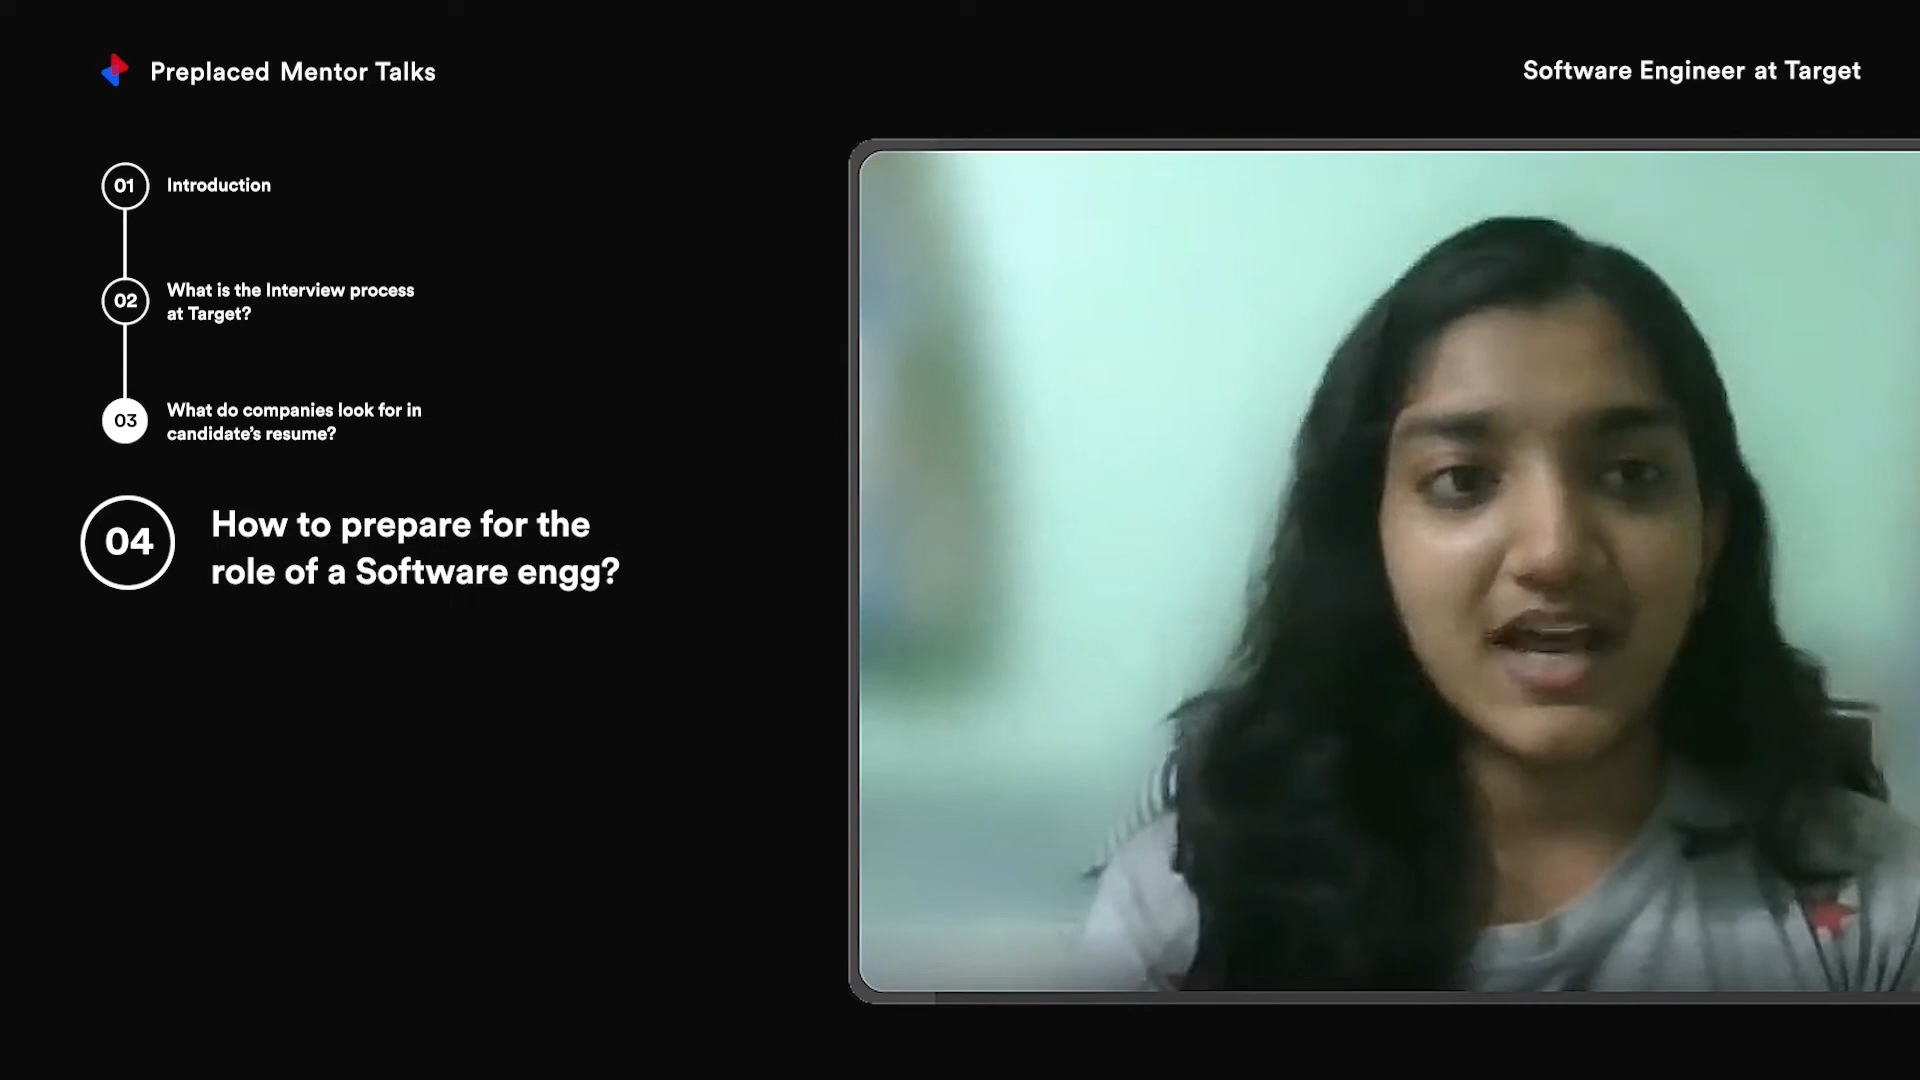 Preplaced Mentor Talks
Software Engineer at Target
01
Introduction
02
What is the Interview process
at Target?
03
What do companies look for in
candidate's resume?
04
How to prepare for the
role of a Software engg?